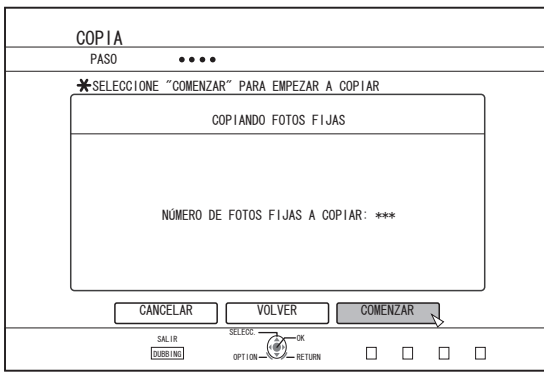 COPIA
PASO
✱SELECCIONE "COMENZAR" PARA EMPEZAR A COPIAR
COPIANDO FOTOS FIJAS
NÚMERO DE FOTOS FIJAS A COPIAR: ***
CANCELAR VOLVER COMENZAR
SALIR SELECC. OK
DUBBING OPTION RETURN